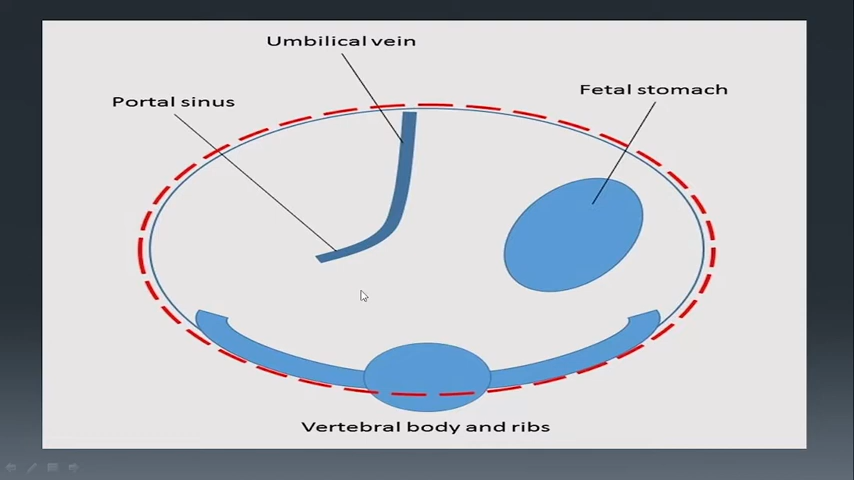 Umbilical vein
Fetal stomach
Portal sinus
Vertebral body and ribs